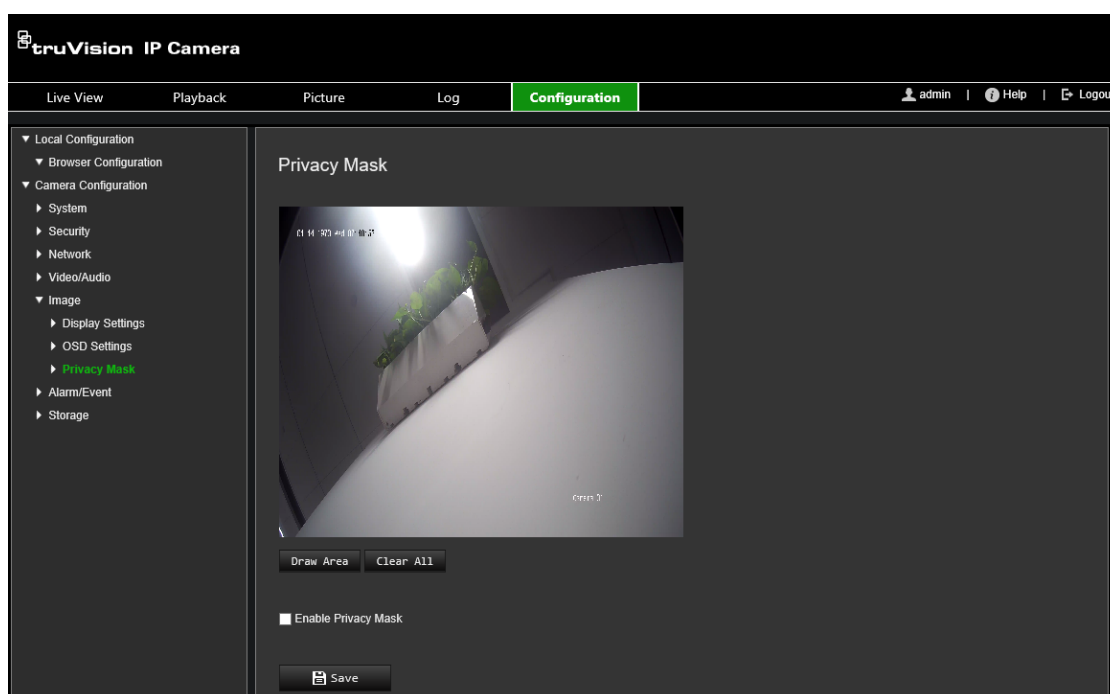 truVision IP Camera
Live View Playback Picture Log Configuration admin | Help | Logou
Local Configuration
Browser Configuration
Camera Configuration
System
Security
Network
Video/Audio
Image
Display Settings
OSD Settings
Privacy Mask
Alarm/Event
Storage
Privacy Mask
Camera 01
Draw Area Clear All
Enable Privacy Mask
Save